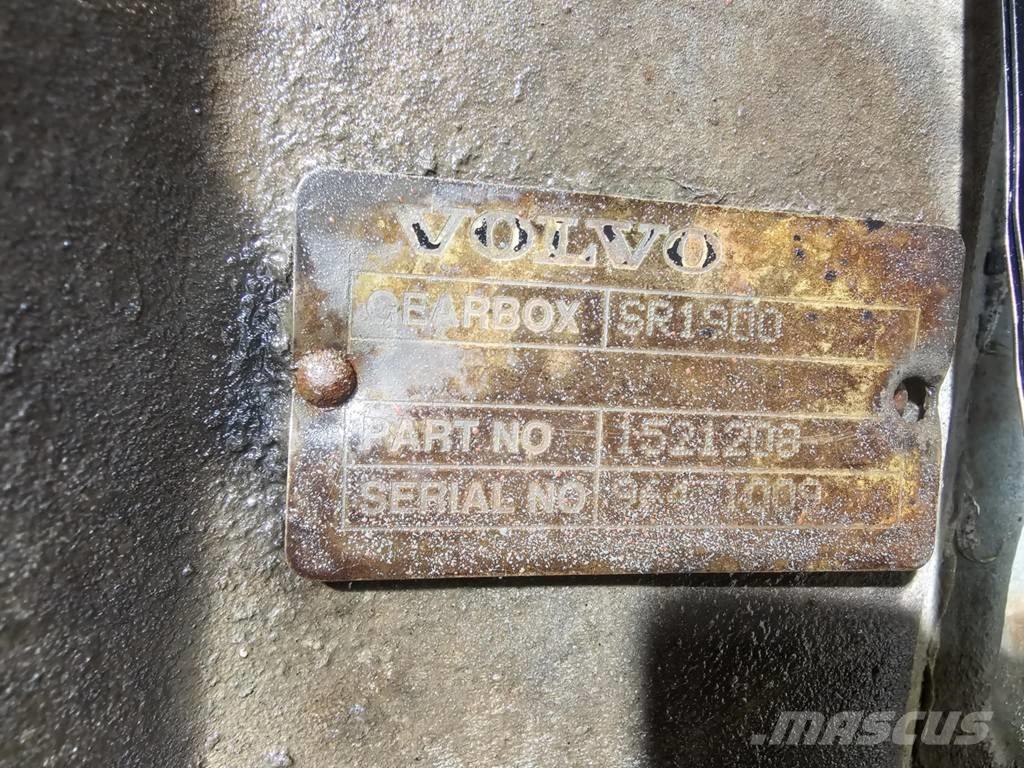 VOLVO
GEARBOX SR1900
PART NO 1521208
SERIAL NO
MASCUS